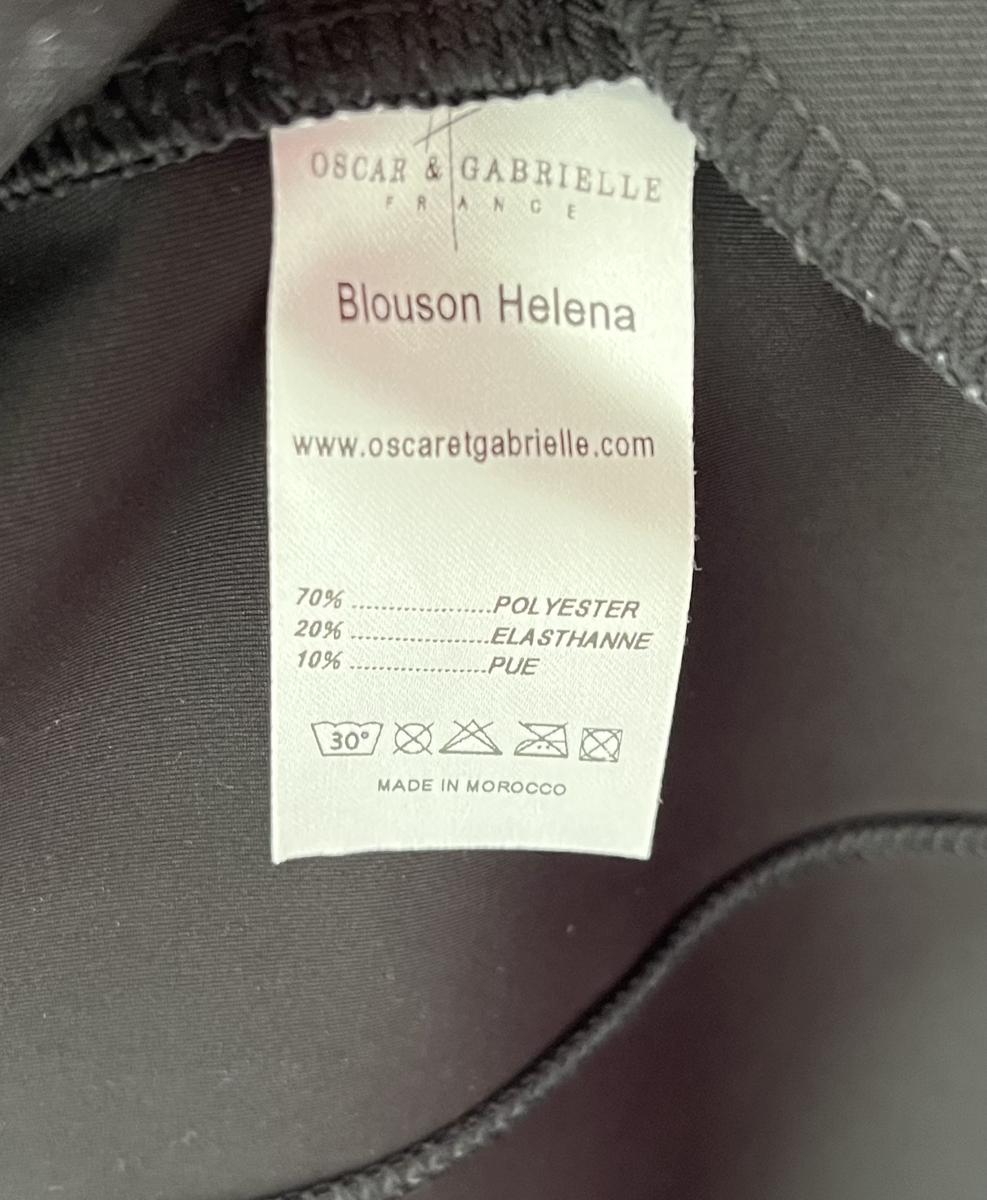 OSCAR & GABRIELLE
FRANCE
Blouson Helena
www.oscaretgabrielle.com
70% ...................POLYESTER
20% ...................ELASTHANNE
10% ...................PUE
30°
MADE IN MOROCCO